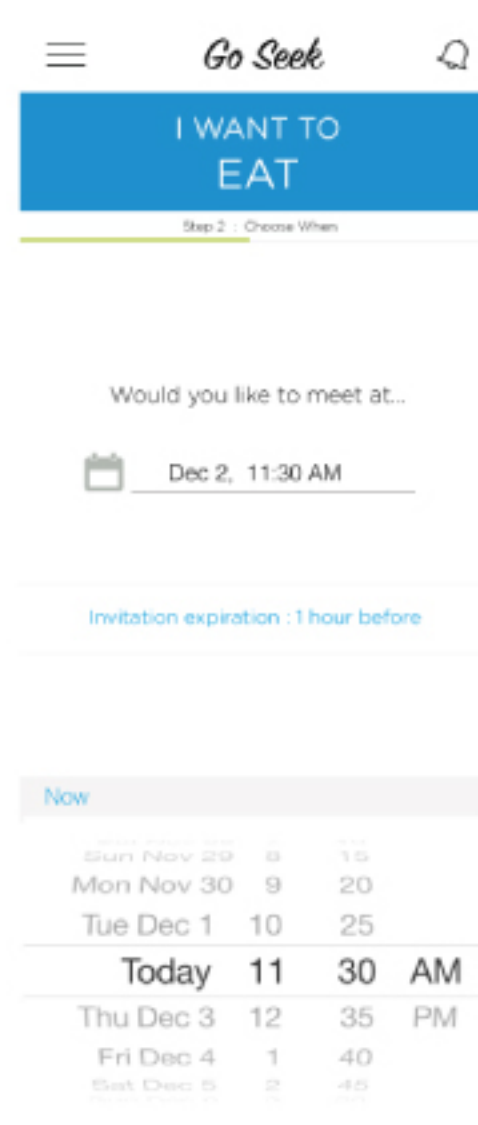 Go Seek
I WANT TO
EAT
Step 2 : Choose When
Would you like to meet at...
Dec 2, 11:30 AM
Invitation expiration : 1 hour before
Now
Sun Nov 29 8 15
Mon Nov 30 9 20
Tue Dec 1 10 25
Today 11 30 AM
Thu Dec 3 12 35 PM
Fri Dec 4 1 40
Sat Dec 5 2 45